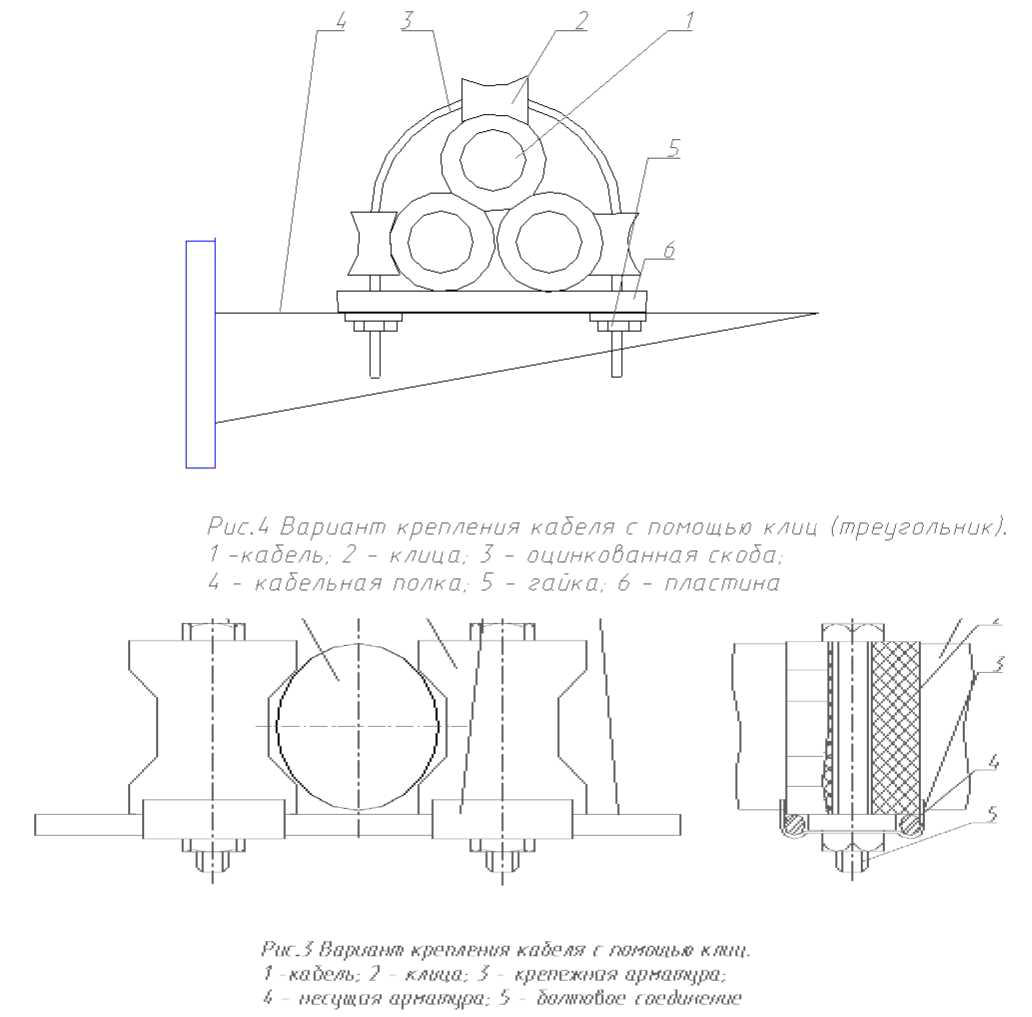 4 3 2 1
5
6
Рис.4 Вариант крепления кабеля с помощью клиц (треугольник).
1 -кабель; 2 - клица; 3 - оцинкованная скоба;
4 - кабельная полка; 5 - гайка; 6 - пластина
2
3
4
5
Рис.3 Вариант крепления кабеля с помощью клиц.
1 -кабель; 2 - клица; 3 - крепежная арматура;
4 - несущая арматура; 5 - болтовое соединение